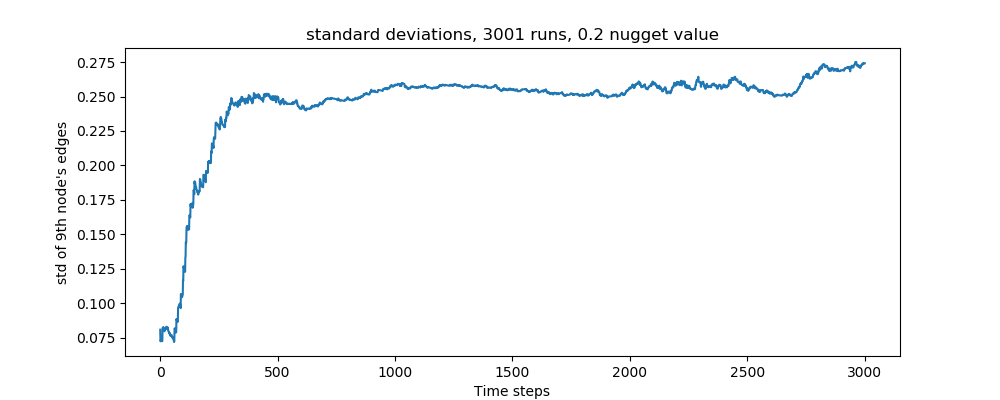 standard deviations, 3001 runs, 0.2 nugget value
std of 9th node's edges
0.275
0.250
0.225
0.200
0.175
0.150
0.125
0.100
0.075
0 500 1000 1500 2000 2500 3000
Time steps